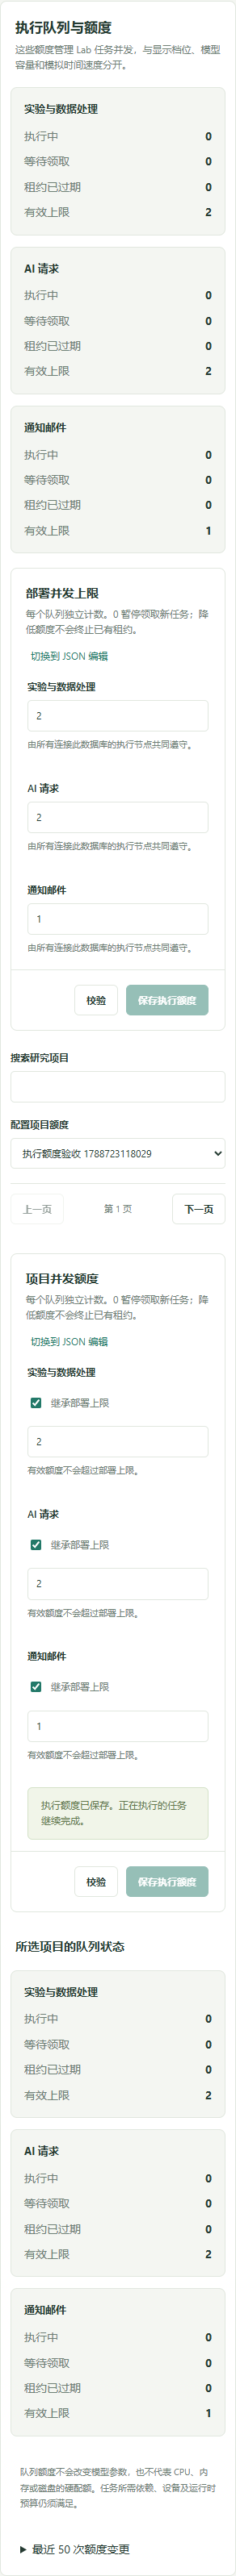 执行队列与额度
这些额度管理 Lab 任务并发，与显示档位、模型
容量和模拟时间速度分开。
实验与数据处理
执行中 0
等待领取 0
租约已过期 0
有效上限 2
AI 请求
执行中 0
等待领取 0
租约已过期 0
有效上限 2
通知邮件
执行中 0
等待领取 0
租约已过期 0
有效上限 1
部署并发上限
每个队列独立计数。0 暂停领取新任务；降
低额度不会终止已有租约。
切换到 JSON 编辑
实验与数据处理
2
由所有连接此数据库的执行节点共同遵守。
AI 请求
2
由所有连接此数据库的执行节点共同遵守。
通知邮件
1
由所有连接此数据库的执行节点共同遵守。
校验 保存执行额度
搜索研究项目
配置项目额度
执行额度验收 1788723118029
上一页 第 1 页 下一页
项目并发额度
每个队列独立计数。0 暂停领取新任务；降
低额度不会终止已有租约。
切换到 JSON 编辑
实验与数据处理
继承部署上限
2
有效额度不会超过部署上限。
AI 请求
继承部署上限
2
有效额度不会超过部署上限。
通知邮件
继承部署上限
1
有效额度不会超过部署上限。
执行额度已保存。正在执行的任务
继续完成。
校验 保存执行额度
所选项目的队列状态
实验与数据处理
执行中 0
等待领取 0
租约已过期 0
有效上限 2
AI 请求
执行中 0
等待领取 0
租约已过期 0
有效上限 2
通知邮件
执行中 0
等待领取 0
租约已过期 0
有效上限 1
队列额度不会改变模型参数，也不代表 CPU、内
存或磁盘的硬配额。任务所需依赖、设备及运行时
预算仍须满足。
最近 50 次额度变更